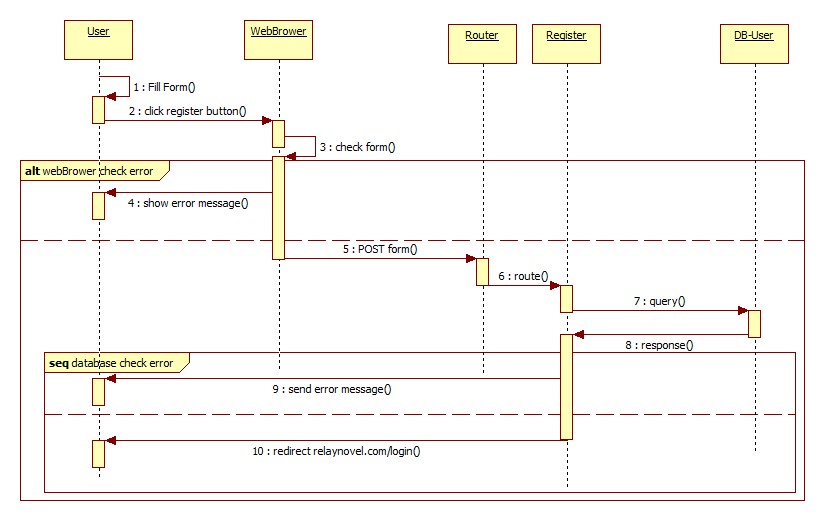 User
WebBrower
Router
Register
DB-User
1 : Fill Form()
2 : click register button()
3 : check form()
alt webBrower check error
4 : show error message()
5 : POST form()
6 : route()
7 : query()
8 : response()
seq database check error
9 : send error message()
10 : redirect relaynovel.com/login()